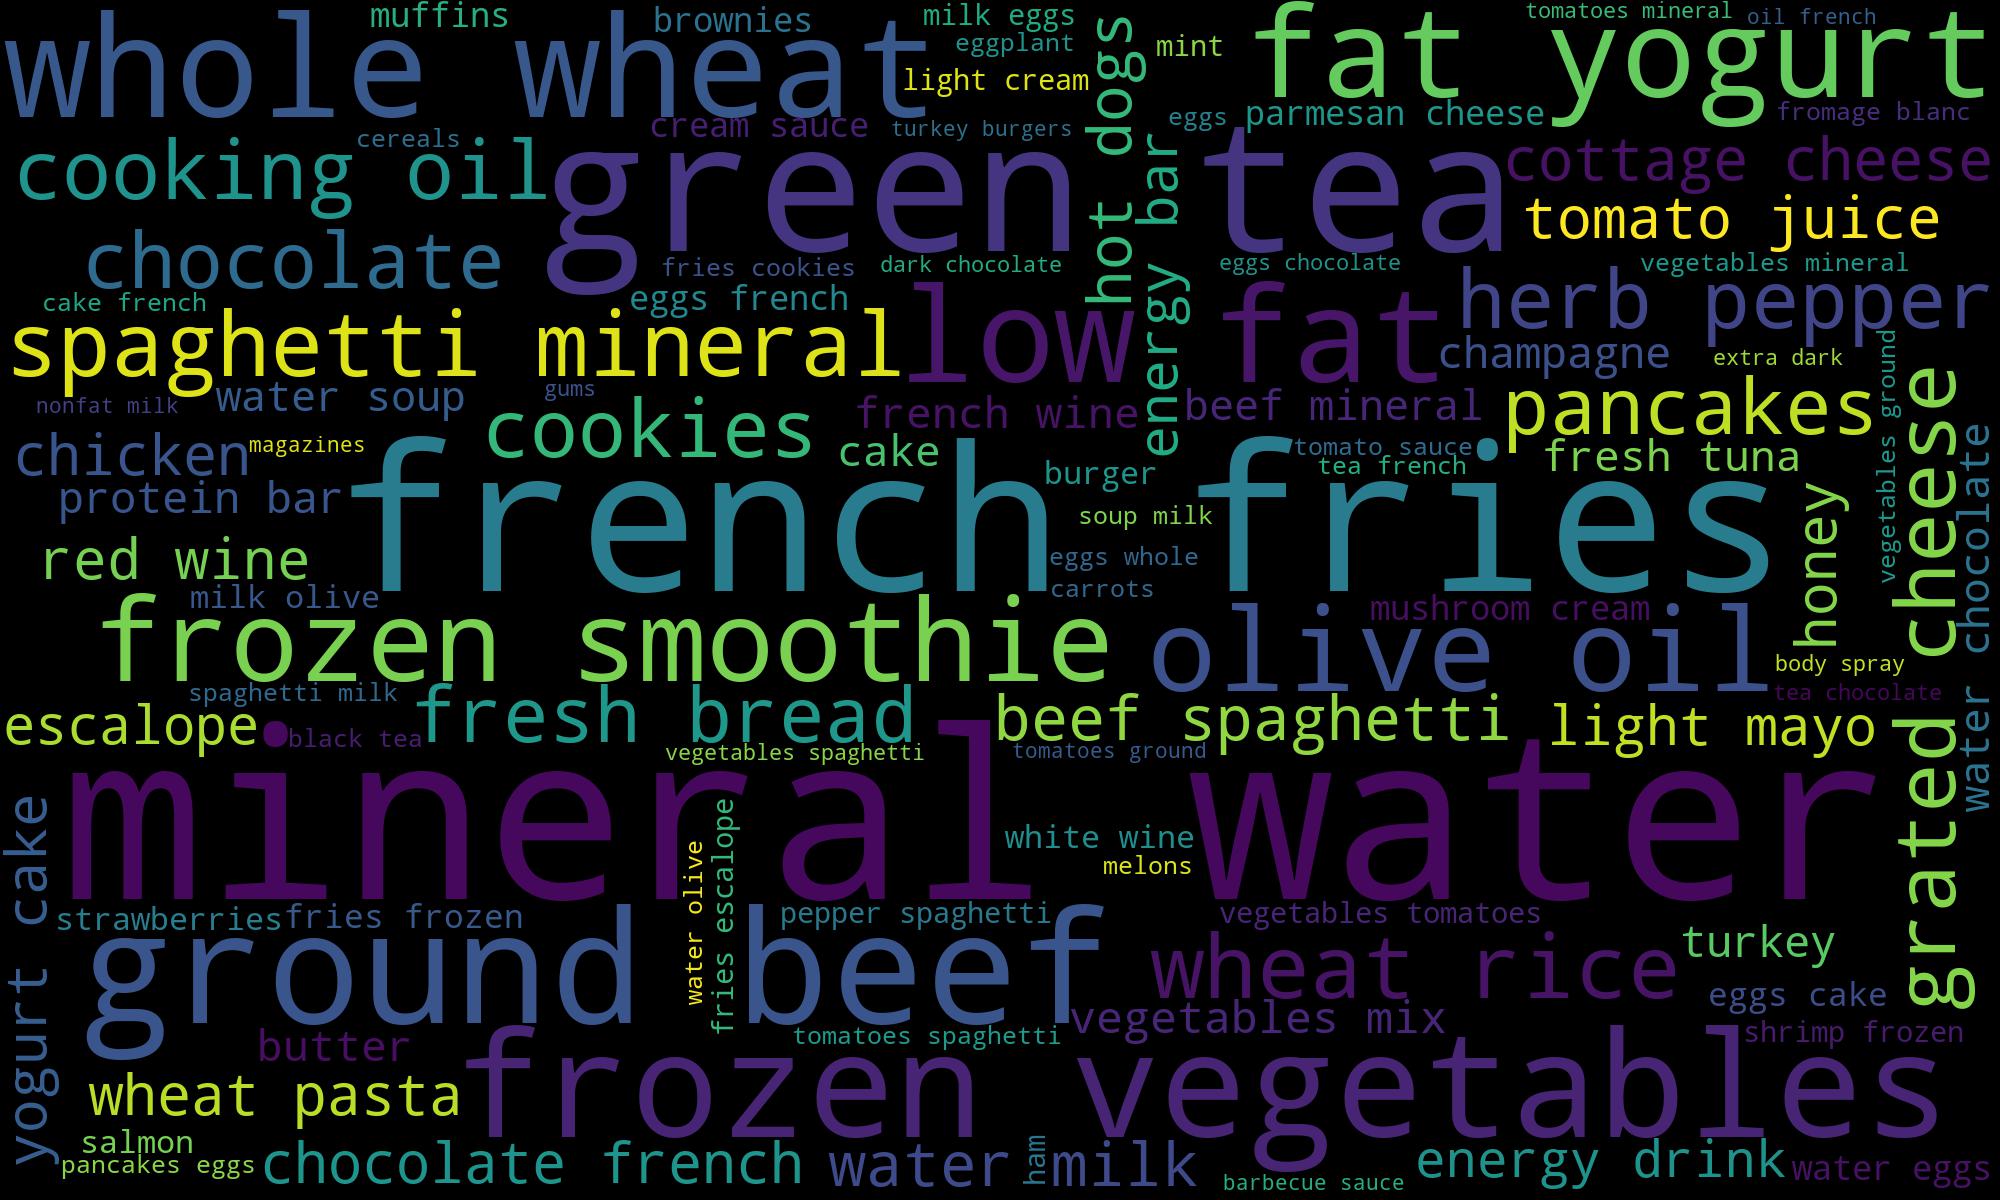 muffins
brownies
milk eggs
tomatoes mineral
oil french
whole wheat
eggplant
mint
fat yogurt
light cream
hot dogs
eggs
parmesan cheese
fromage blanc
cereals
cream sauce
turkey burgers
cooking oil
green tea
energy bar
cottage cheese
tomato juice
chocolate
fries cookies
dark chocolate
eggs chocolate
vegetables mineral
cake french
eggs french
herb pepper
spaghetti mineral
low fat
champagne
extra dark
vegetables ground
nonfat milk
water soup
gums
cookies
french wine
beef mineral
pancakes
grated cheese
chicken
magazines
cake
tomato sauce
tea french
fresh tuna
water chocolate
protein bar
french fries
burger
soup milk
honey
red wine
eggs whole
carrots
milk olive
frozen smoothie
olive oil
mushroom cream
body spray
spaghetti milk
tea chocolate
escalope
black tea
fresh bread
beef spaghetti
light mayo
vegetables spaghetti
tomatoes ground
mineral water
yogurt cake
water olive
fries escalope
white wine
melons
strawberries
fries frozen
pepper spaghetti
vegetables tomatoes
ground beef
wheat rice
turkey
eggs cake
butter
tomatoes spaghetti
vegetables mix
shrimp frozen
wheat pasta
frozen vegetables
salmon
pancakes eggs
chocolate french
water milk
ham
barbecue sauce
energy drink
water eggs